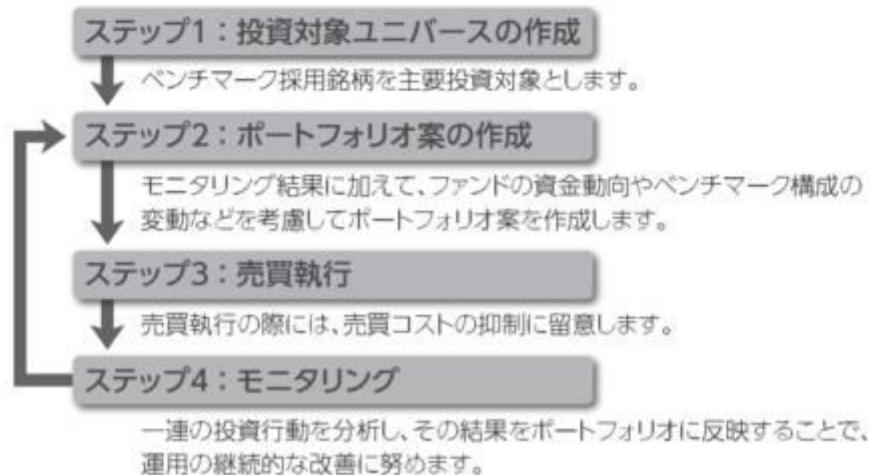 ステップ1：投資対象ユニバースの作成
ベンチマーク採用銘柄を主要投資対象とします。
ステップ2：ポートフォリオ案の作成
モニタリング結果に加えて、ファンドの資金動向やベンチマーク構成の
変動などを考慮してポートフォリオ案を作成します。
ステップ3：売買執行
売買執行の際には、売買コストの抑制に留意します。
ステップ4：モニタリング
一連の投資行動を分析し、その結果をポートフォリオに反映することで、
運用の継続的な改善に努めます。